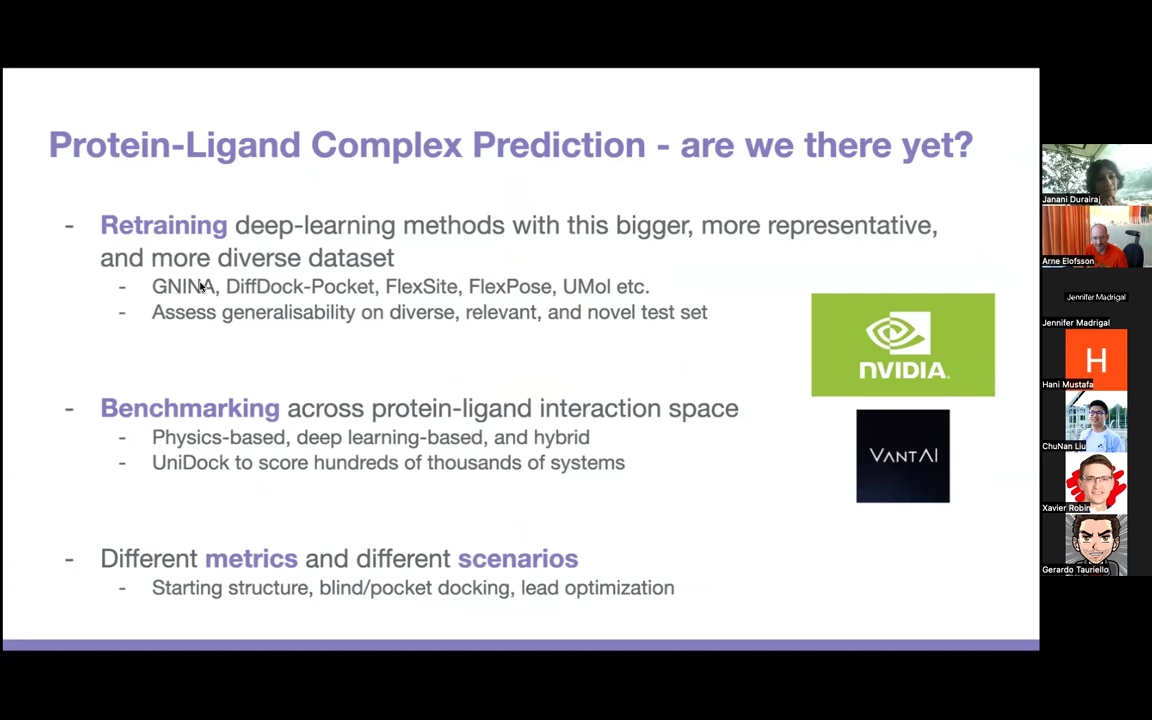 Protein-Ligand Complex Prediction - are we there yet?
- Retraining deep-learning methods with this bigger, more representative,
and more diverse dataset
- GNINA, DiffDock-Pocket, FlexSite, FlexPose, UMol etc.
- Assess generalisability on diverse, relevant, and novel test set
- Benchmarking across protein-ligand interaction space
- Physics-based, deep learning-based, and hybrid
- UniDock to score hundreds of thousands of systems
- Different metrics and different scenarios
- Starting structure, blind/pocket docking, lead optimization
NVIDIA.
VANTAI
Janani Durairaj
Arne Elofsson
Jennifer Madrigal
Jennifer Madrigal
H
Hani Mustafa
ChuNan Liu
Xavier Robin
Gerardo Tauriello